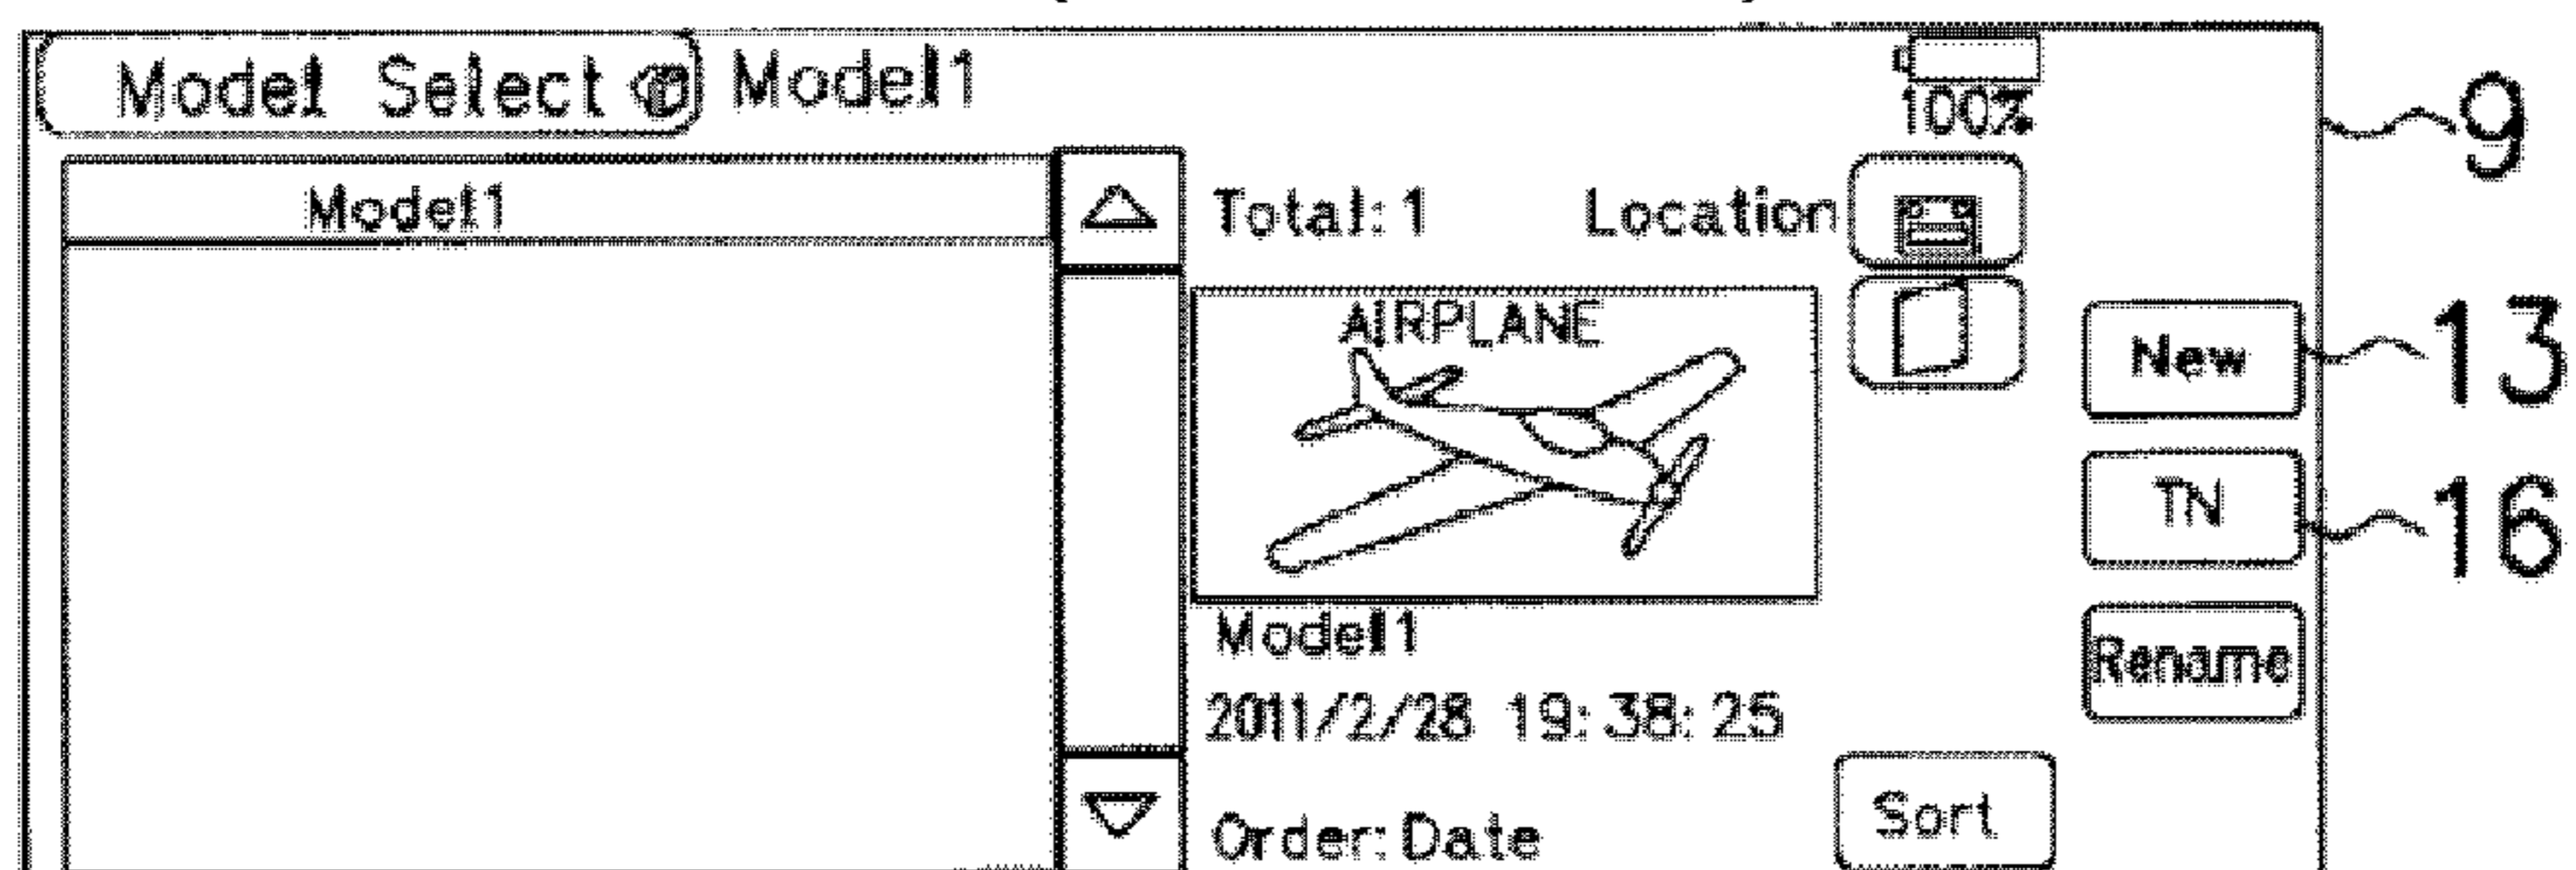 Model Select Model1
100%
9
Model1
Total:1 Location
AIRPLANE
New
13
TN
16
Model1
Rename
2011/2/28 19:38:25
Order:Date
Sort